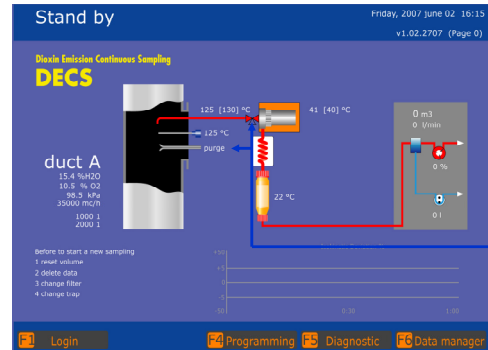 Stand by
Friday, 2007 june 02 16:15
v1.02.2707 (Page 0)
Dioxin Emission Continuous Sampling
DECS
125 [130] °C
41 [40] °C
0 m3
0 l/min
125 °C
purge
0 %
duct A
15.4 %H2O
10.5 % O2
98.5 kPa
35000 mc/h
1000 1
2000 1
22 °C
0 l
Before to start a new sampling
1 reset volume
2 delete data
3 change filter
4 change trap
+50
+5
0
-5
-50
0:30
1:00
F1 Login
F4 Programming
F5 Diagnostic
F6 Data manager